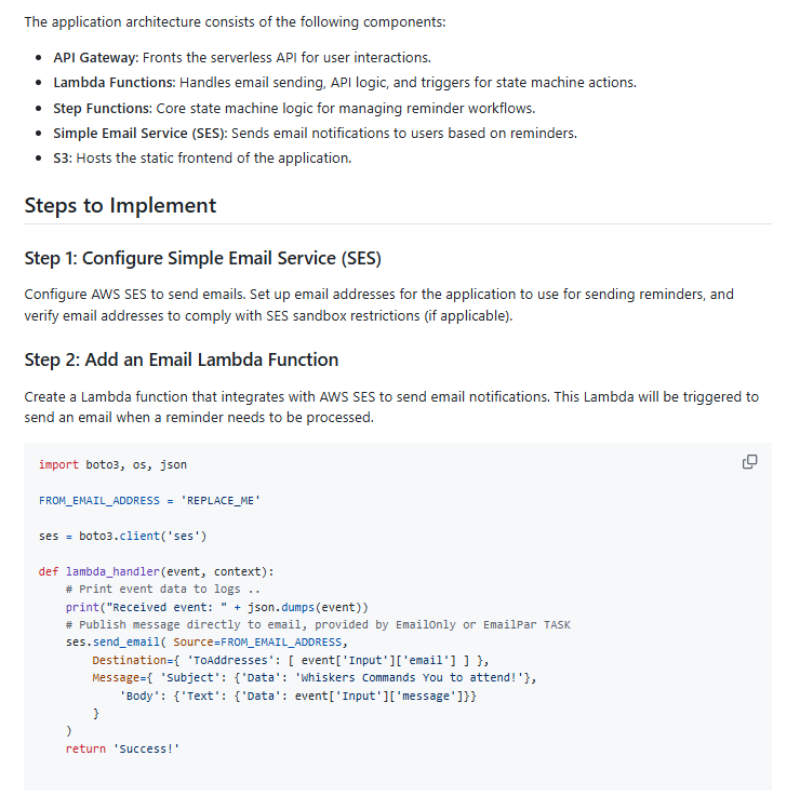 The application architecture consists of the following components:
• API Gateway: Fronts the serverless API for user interactions.
• Lambda Functions: Handles email sending, API logic, and triggers for state machine actions.
• Step Functions: Core state machine logic for managing reminder workflows.
• Simple Email Service (SES): Sends email notifications to users based on reminders.
• S3: Hosts the static frontend of the application.
Steps to Implement
Step 1: Configure Simple Email Service (SES)
Configure AWS SES to send emails. Set up email addresses for the application to use for sending reminders, and
verify email addresses to comply with SES sandbox restrictions (if applicable).
Step 2: Add an Email Lambda Function
Create a Lambda function that integrates with AWS SES to send email notifications. This Lambda will be triggered to
send an email when a reminder needs to be processed.
import boto3, os, json
FROM_EMAIL_ADDRESS = 'REPLACE_ME'
ses = boto3.client('ses')
def lambda_handler(event, context):
    # Print event data to logs ..
    print("Received event: " + json.dumps(event))
    # Publish message directly to email, provided by EmailOnly or EmailPar TASK
    ses.send_email( Source=FROM_EMAIL_ADDRESS,
        Destination={ 'ToAddresses': [ event['Input']['email'] ] },
        Message={ 'Subject': {'Data': 'Whiskers Commands You to attend!'},
            'Body': {'Text': {'Data': event['Input']['message']}}
        }
    )
    return 'Success!'